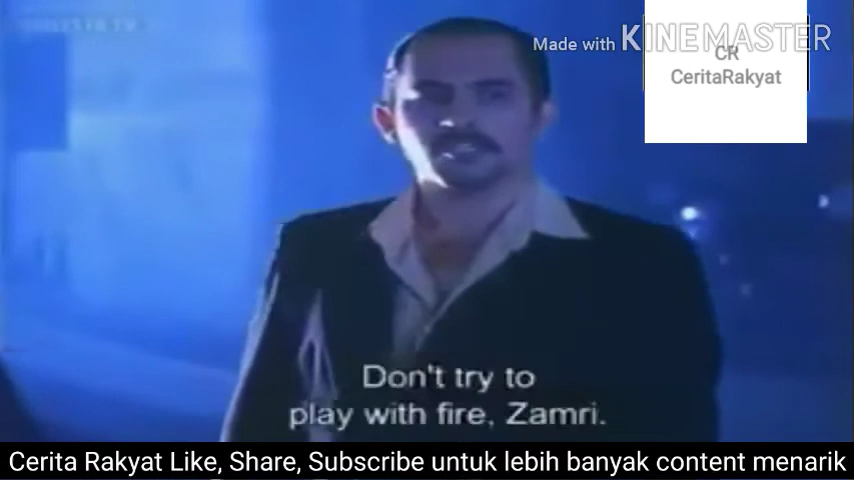 Made with KINEMASTER
CR
CeritaRakyat
Don't try to
play with fire, Zamri.
Cerita Rakyat Like, Share, Subscribe untuk lebih banyak content menarik